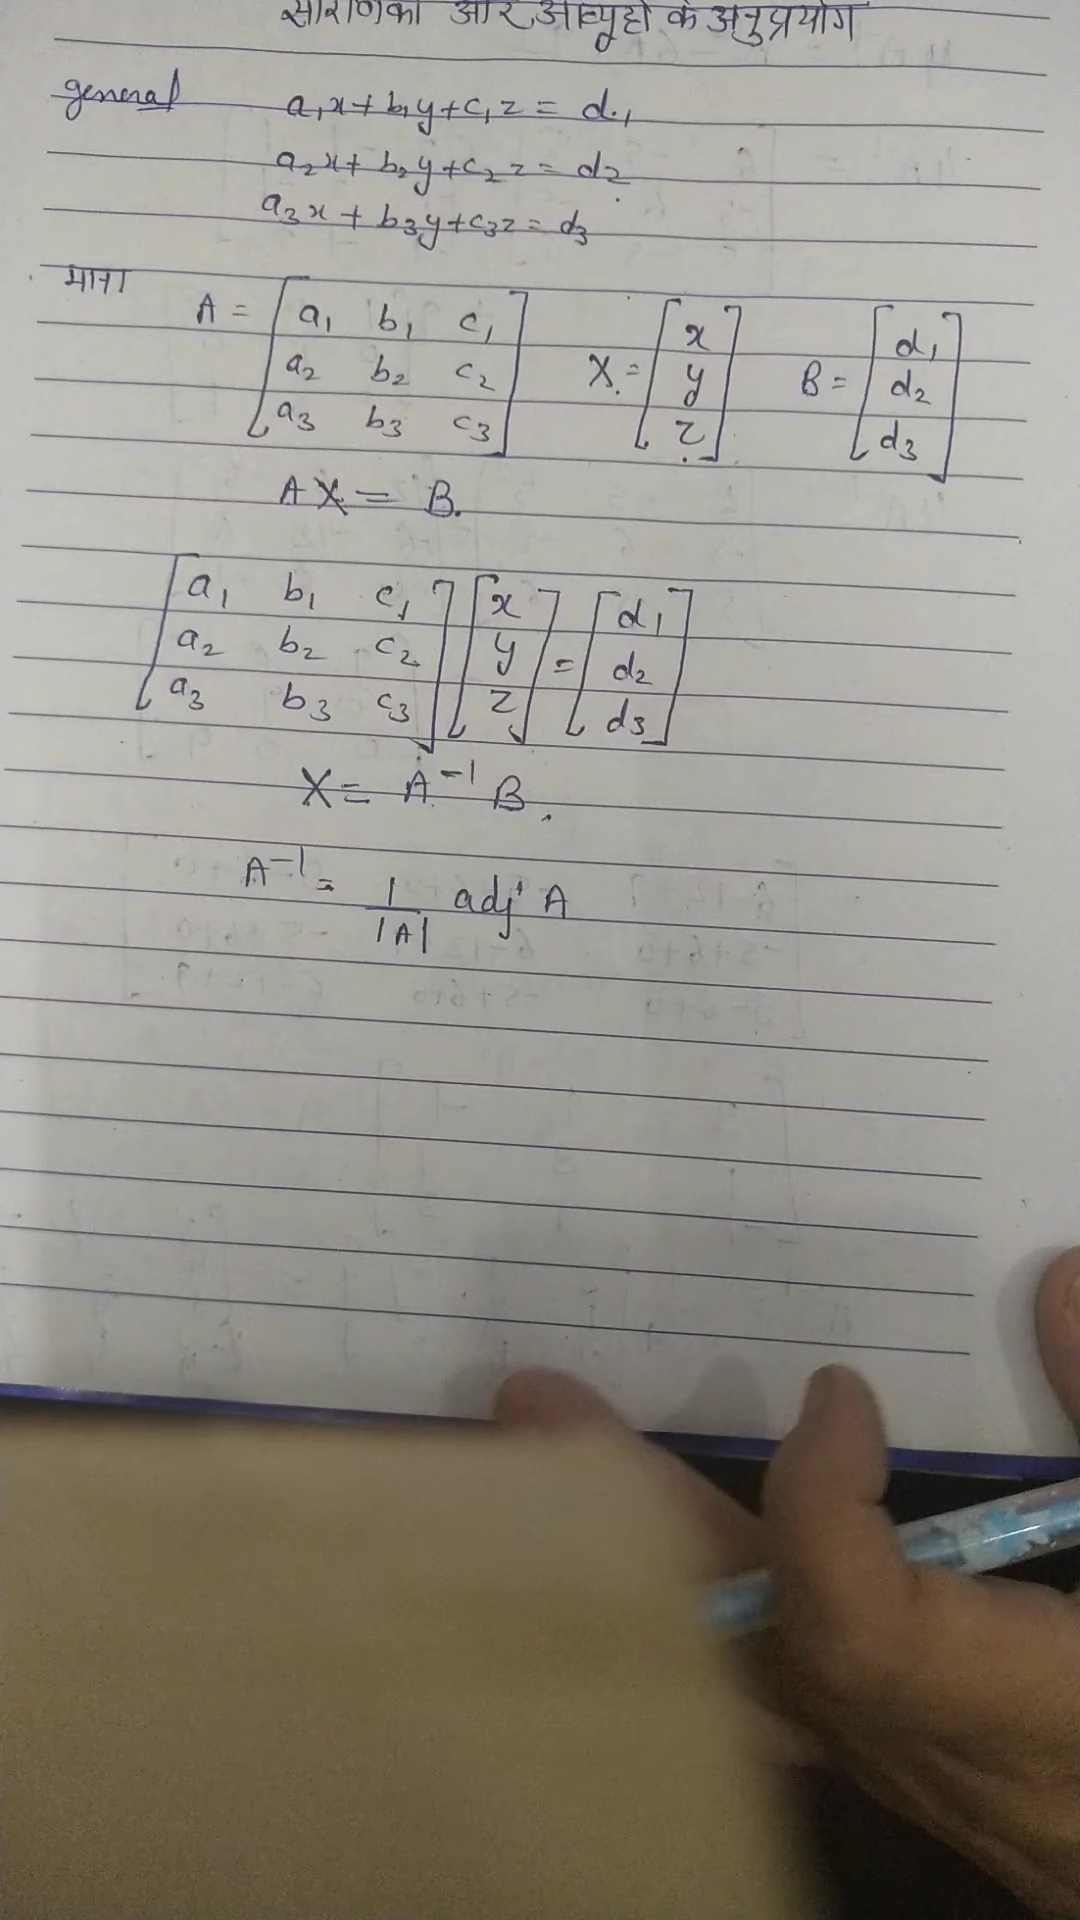 सारणिको और आव्यूहो के अनुप्रयोग
general a₁x + b₁y + c₁z = d₁
a₂x + b₂y + c₂z = d₂
a₃x + b₃y + c₃z = d₃
माना A = [a₁ b₁ c₁ X = [x B = [d₁
a₂ b₂ c₂ y d₂
a₃ b₃ c₃] z] d₃]
AX = B.
[a₁ b₁ c₁ [x [d₁
a₂ b₂ c₂ y = d₂
a₃ b₃ c₃] z] d₃]
X = A⁻¹ B.
A⁻¹ = 1/|A| adj A